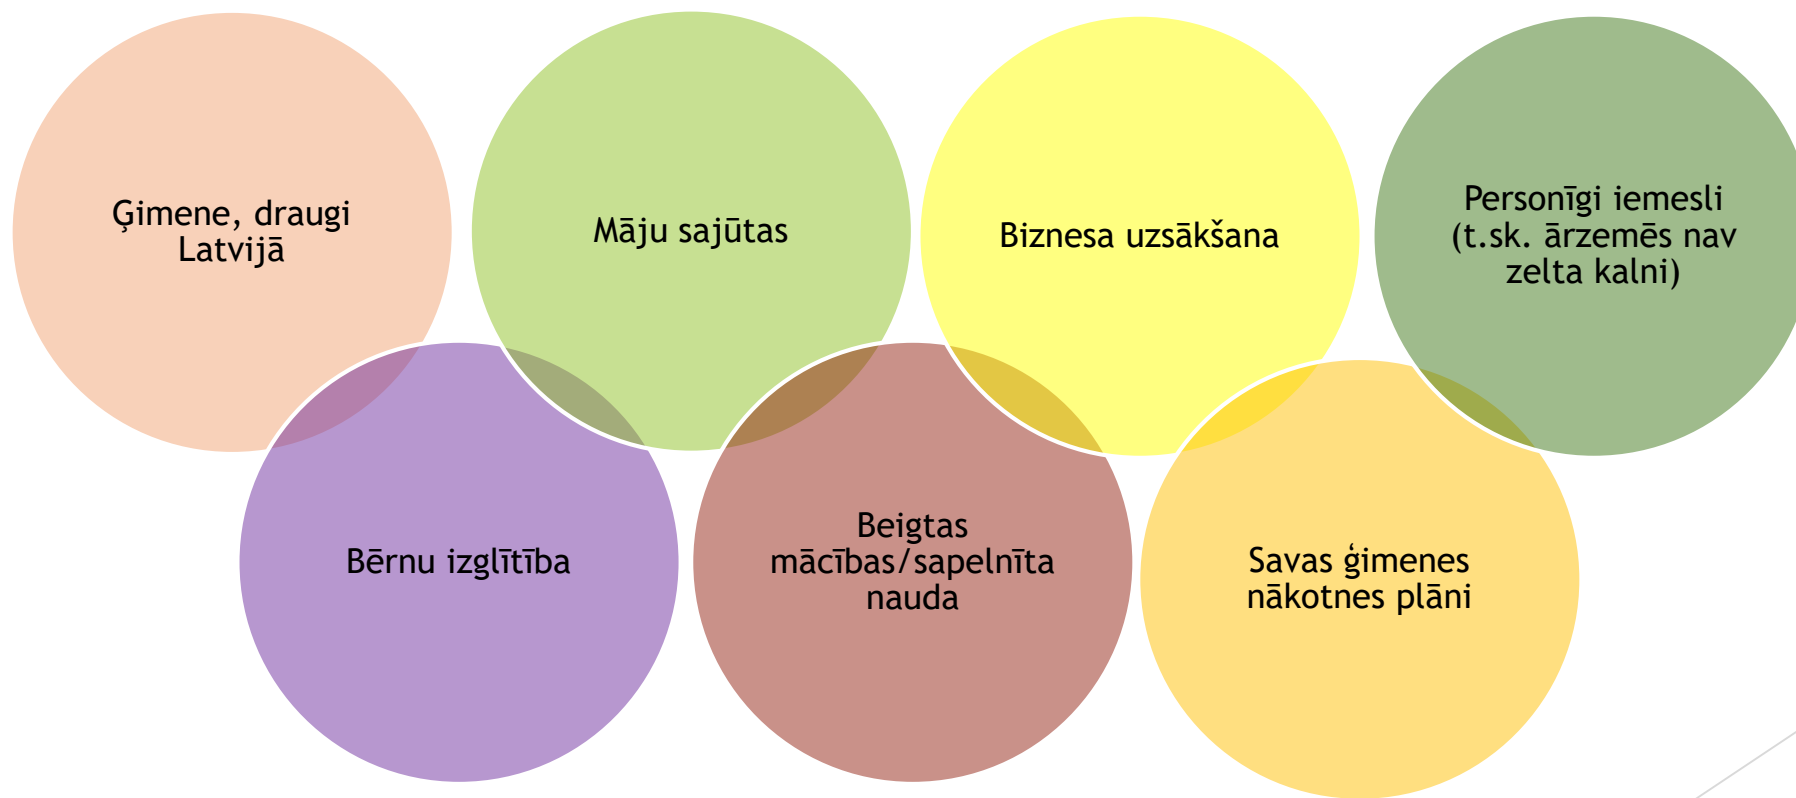 Ģimene, draugi
Latvijā
Māju sajūtas
Biznesa uzsākšana
Personīgi iemesli
(t.sk. ārzemēs nav
zelta kalni)
Bērnu izglītība
Beigtas
mācības/sapelnīta
nauda
Savas ģimenes
nākotnes plāni